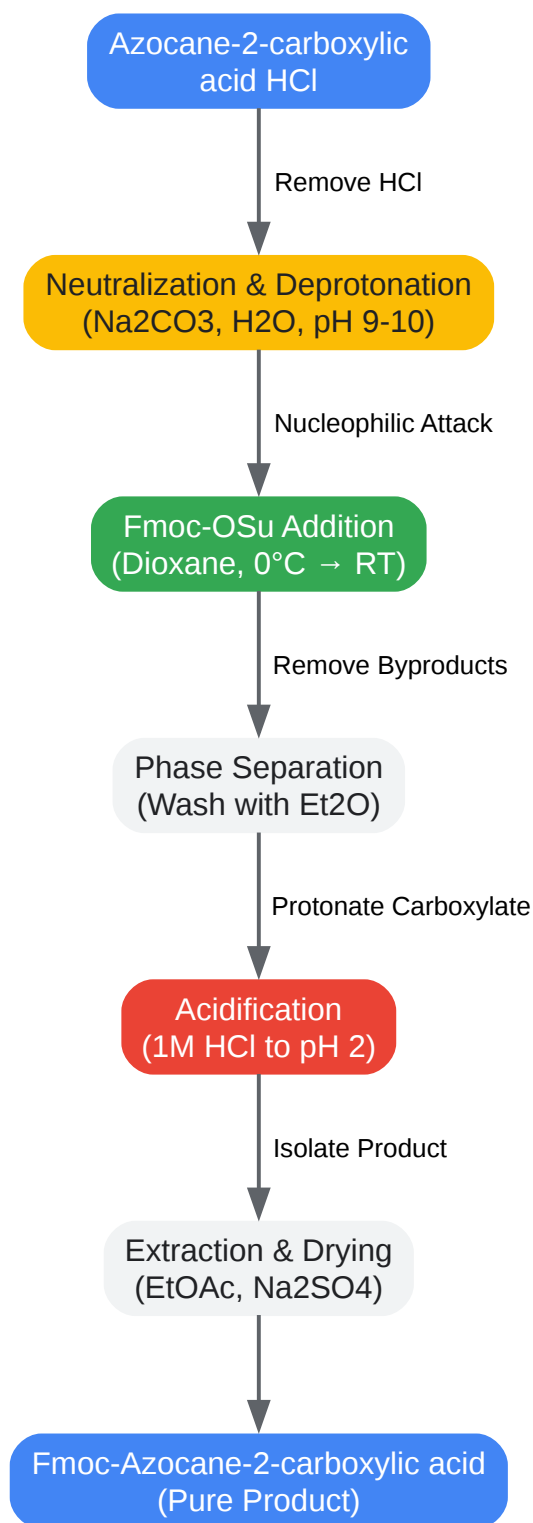 Azocane-2-carboxylic
acid HCl
Remove HCl
Neutralization & Deprotonation
(Na2CO3, H2O, pH 9-10)
Nucleophilic Attack
Fmoc-OSu Addition
(Dioxane, 0°C → RT)
Remove Byproducts
Phase Separation
(Wash with Et2O)
Protonate Carboxylate
Acidification
(1M HCl to pH 2)
Isolate Product
Extraction & Drying
(EtOAc, Na2SO4)
Fmoc-Azocane-2-carboxylic acid
(Pure Product)